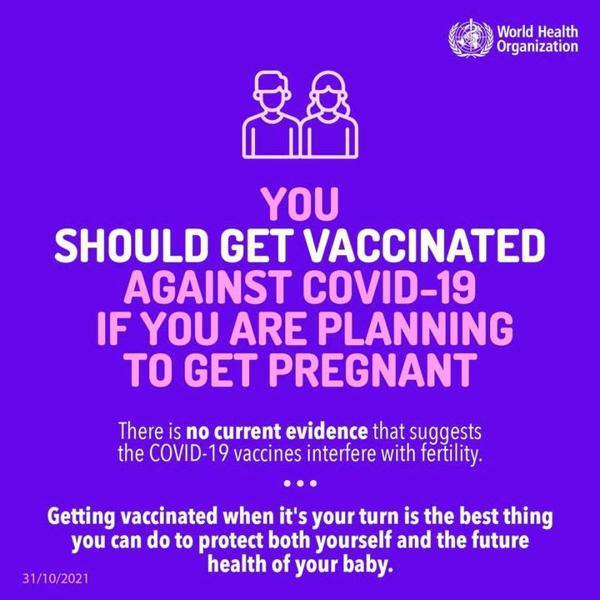 World Health
Organization
YOU
SHOULD GET VACCINATED
AGAINST COVID-19
IF YOU ARE PLANNING
TO GET PREGNANT
There is no current evidence that suggests
the COVID-19 vaccines interfere with fertility.
Getting vaccinated when it's your turn is the best thing
you can do to protect both yourself and the future
health of your baby.
31/10/2021